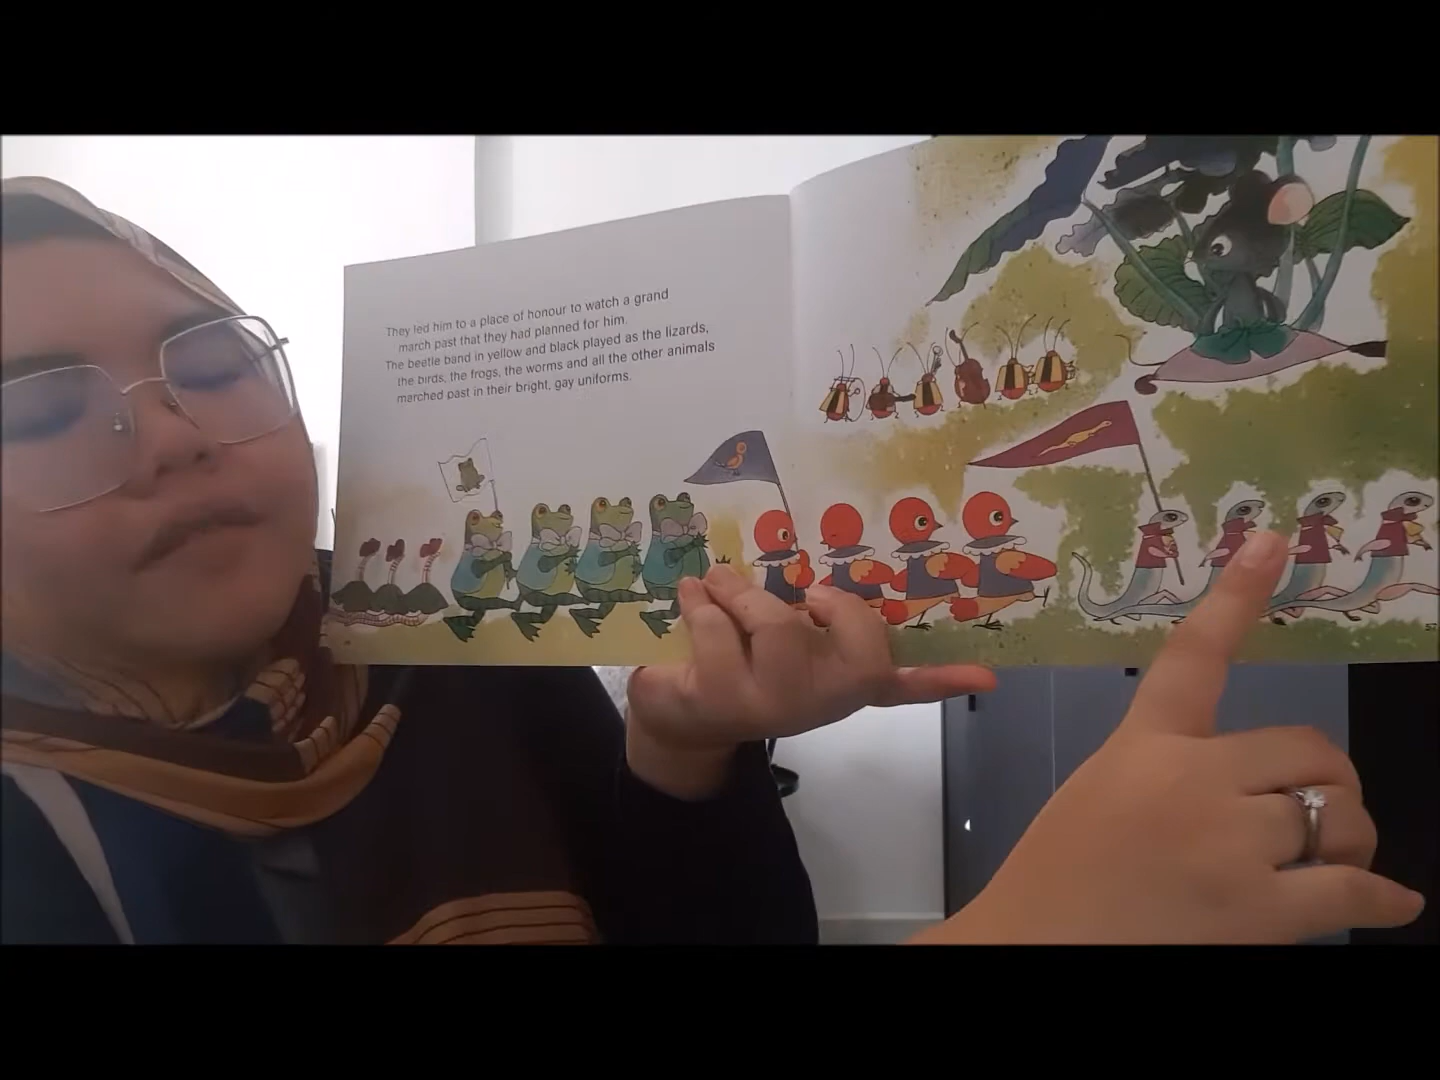 They led him to a place of honour to watch a grand
march past that they had planned for him.
The beetle band in yellow and black played as the lizards,
the birds, the frogs, the worms and all the other animals
marched past in their bright, gay uniforms.
57